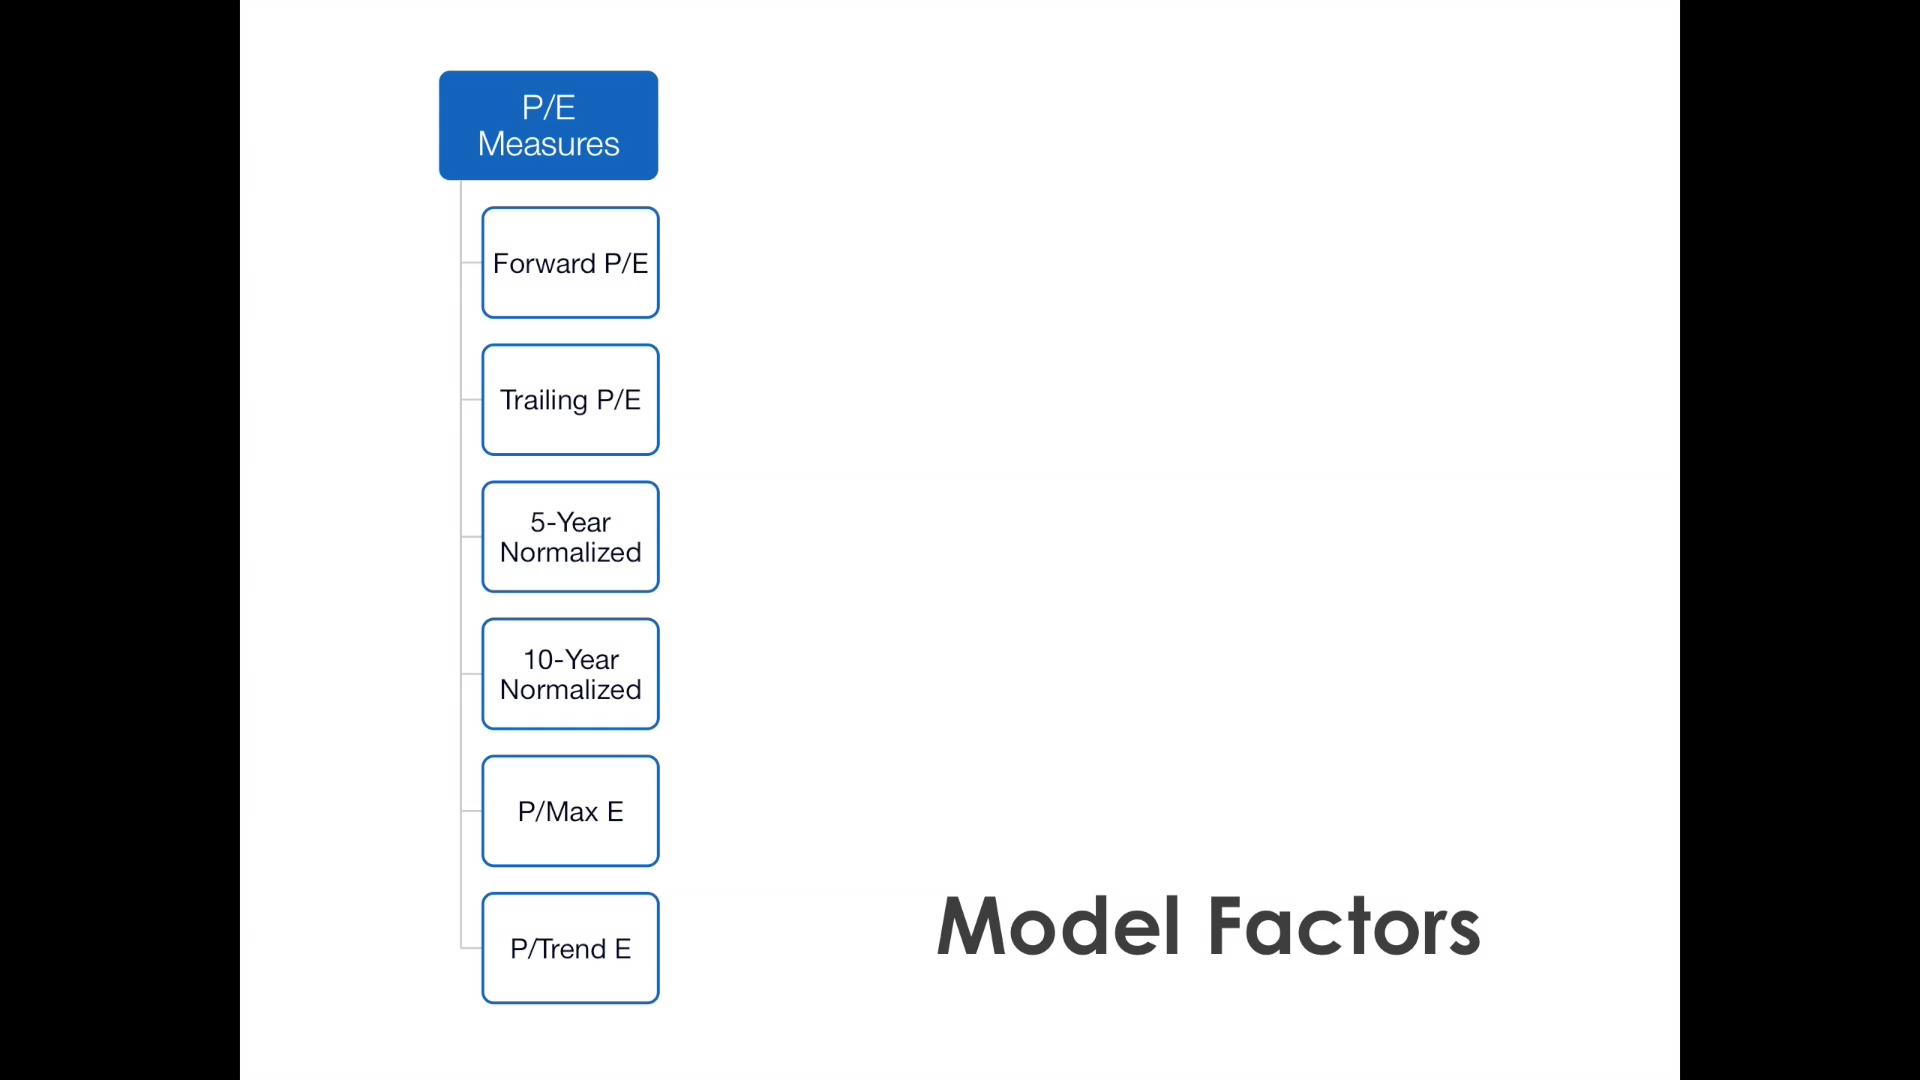 P/E
Measures
Forward P/E
Trailing P/E
5-Year
Normalized
10-Year
Normalized
P/Max E
P/Trend E
Model Factors